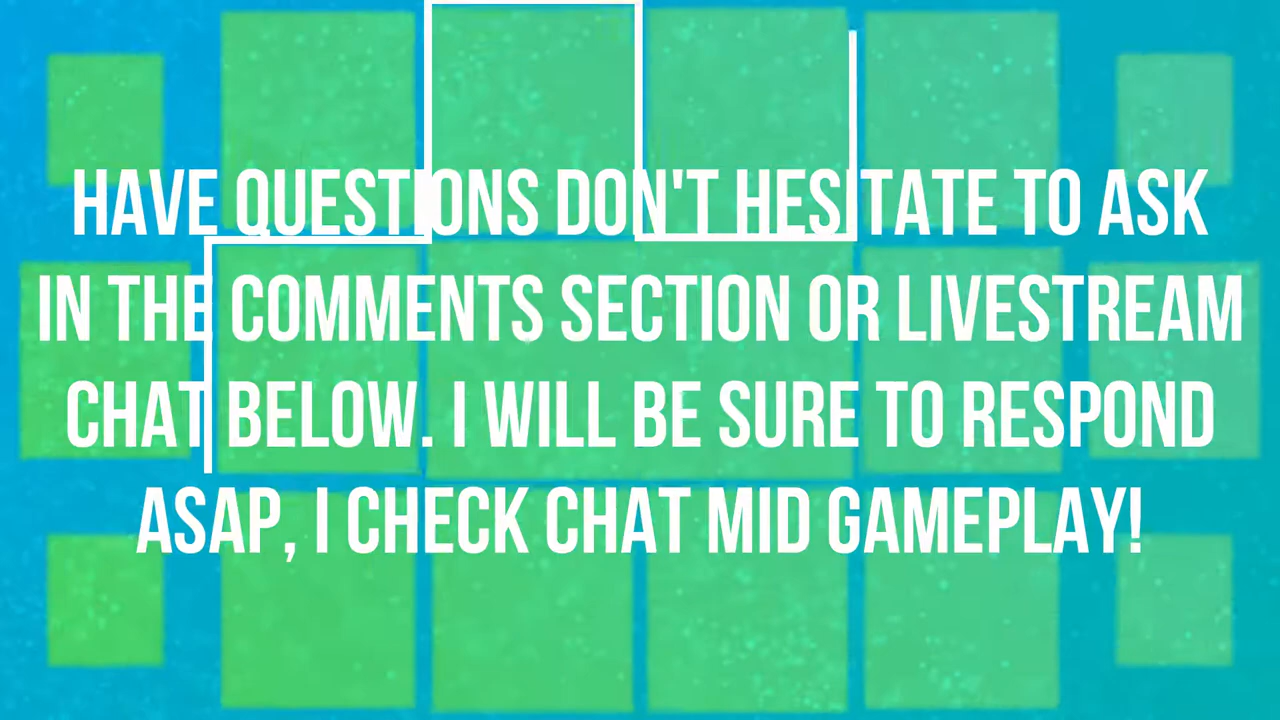 HAVE QUESTIONS DON'T HESITATE TO ASK
IN THE COMMENTS SECTION OR LIVESTREAM
CHAT BELOW. I WILL BE SURE TO RESPOND
ASAP, I CHECK CHAT MID GAMEPLAY!